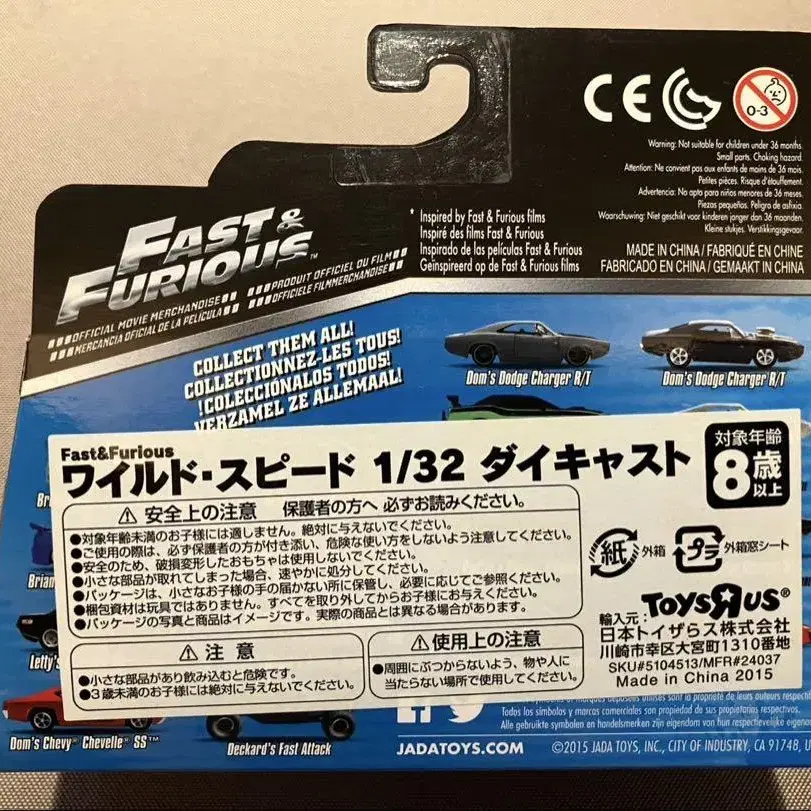 FAST &
FURIOUS™
OFFICIAL MOVIE MERCHANDISE
PRODUIT OFFICIEL DU FILM
MERCANCIA OFICIAL DE LA PELÍCULA
OFFICIELE FILMMERCHANDISE
COLLECT THEM ALL!
COLLECTIONNEZ-LES TOUS!
!COLECCIÓNALOS TODOS!
VERZAMEL ZE ALLEMAAL!
* Inspired by Fast & Furious films
Inspiré des films Fast & Furious
Inspirado de las películas Fast & Furious
Geïnspireerd op de Fast & Furious films
CE
0-3
Warning: Not suitable for children under 36 months.
Small parts. Choking hazard.
Attention: Ne convient pas aux enfants de moins de 36 mois.
Petites pièces. Risque d'étouffement.
Advertencia: No apto para niños menores de 36 meses.
Piezas pequeñas. Peligro de asfixia.
Waarschuwing: Niet geschikt voor kinderen jonger dan 36 maanden.
Kleine stukjes. Verstikkingsgevaar.
MADE IN CHINA / FABRIQUÉ EN CHINE
FABRICADO EN CHINA / GEMAAKT IN CHINA
Dom's Dodge Charger R/T
Dom's Dodge Charger R/T
Fast&Furious
ワイルド・スピード 1/32 ダイキャスト
対象年齢
8歳以上
⚠ 安全上の注意 保護者の方へ 必ずお読みください。
●対象年齢未満のお子様には適しません。絶対に与えないでください。
●ご使用の際は、必ず保護者の方が付き添い、危険な使い方をしないよう注意してください。
●安全のため、破損変形したおもちゃは使用しないでください。
●小さな部品が取れてしまった場合、速やかに処分してください。
●パッケージは、小さなお子様の手の届かない所に保管し、必要に応じてご参照ください。
●梱包資材は玩具ではありません。すべてを取り外してからお子様にお与えください。
●パッケージの写真と商品はイメージです。実際の商品とは異なる場合があります。
⚠ 注 意
●小さな部品があり飲み込むと危険です。
●3歳未満のお子様には絶対に与えないでください。
⚠使用上の注意
●周囲にぶつからないよう、物や人に
当たらない場所で使用してください。
紙 外箱
プラ 外箱窓シート
TOYSRUS®
輸入元:
日本トイザらス株式会社
川崎市幸区大宮町1310番地
SKU#5104513/MFR#24037
Made in China 2015
Brian
Letty's
Dom's Chevy® Chevelle® SS™
Deckard's Fast Attack
JADATOYS.COM
sont la propriété de leurs auteurs respectifs
Todos los símbolos y marcas comerciales son propiedad de sus propietarios respectivos.
Alle gebruikte symbolen en handelsmerken zijn eigendom van hun respectievelijke eigenaren
©2015 JADA TOYS, INC., CITY OF INDUSTRY, CA 91748, U